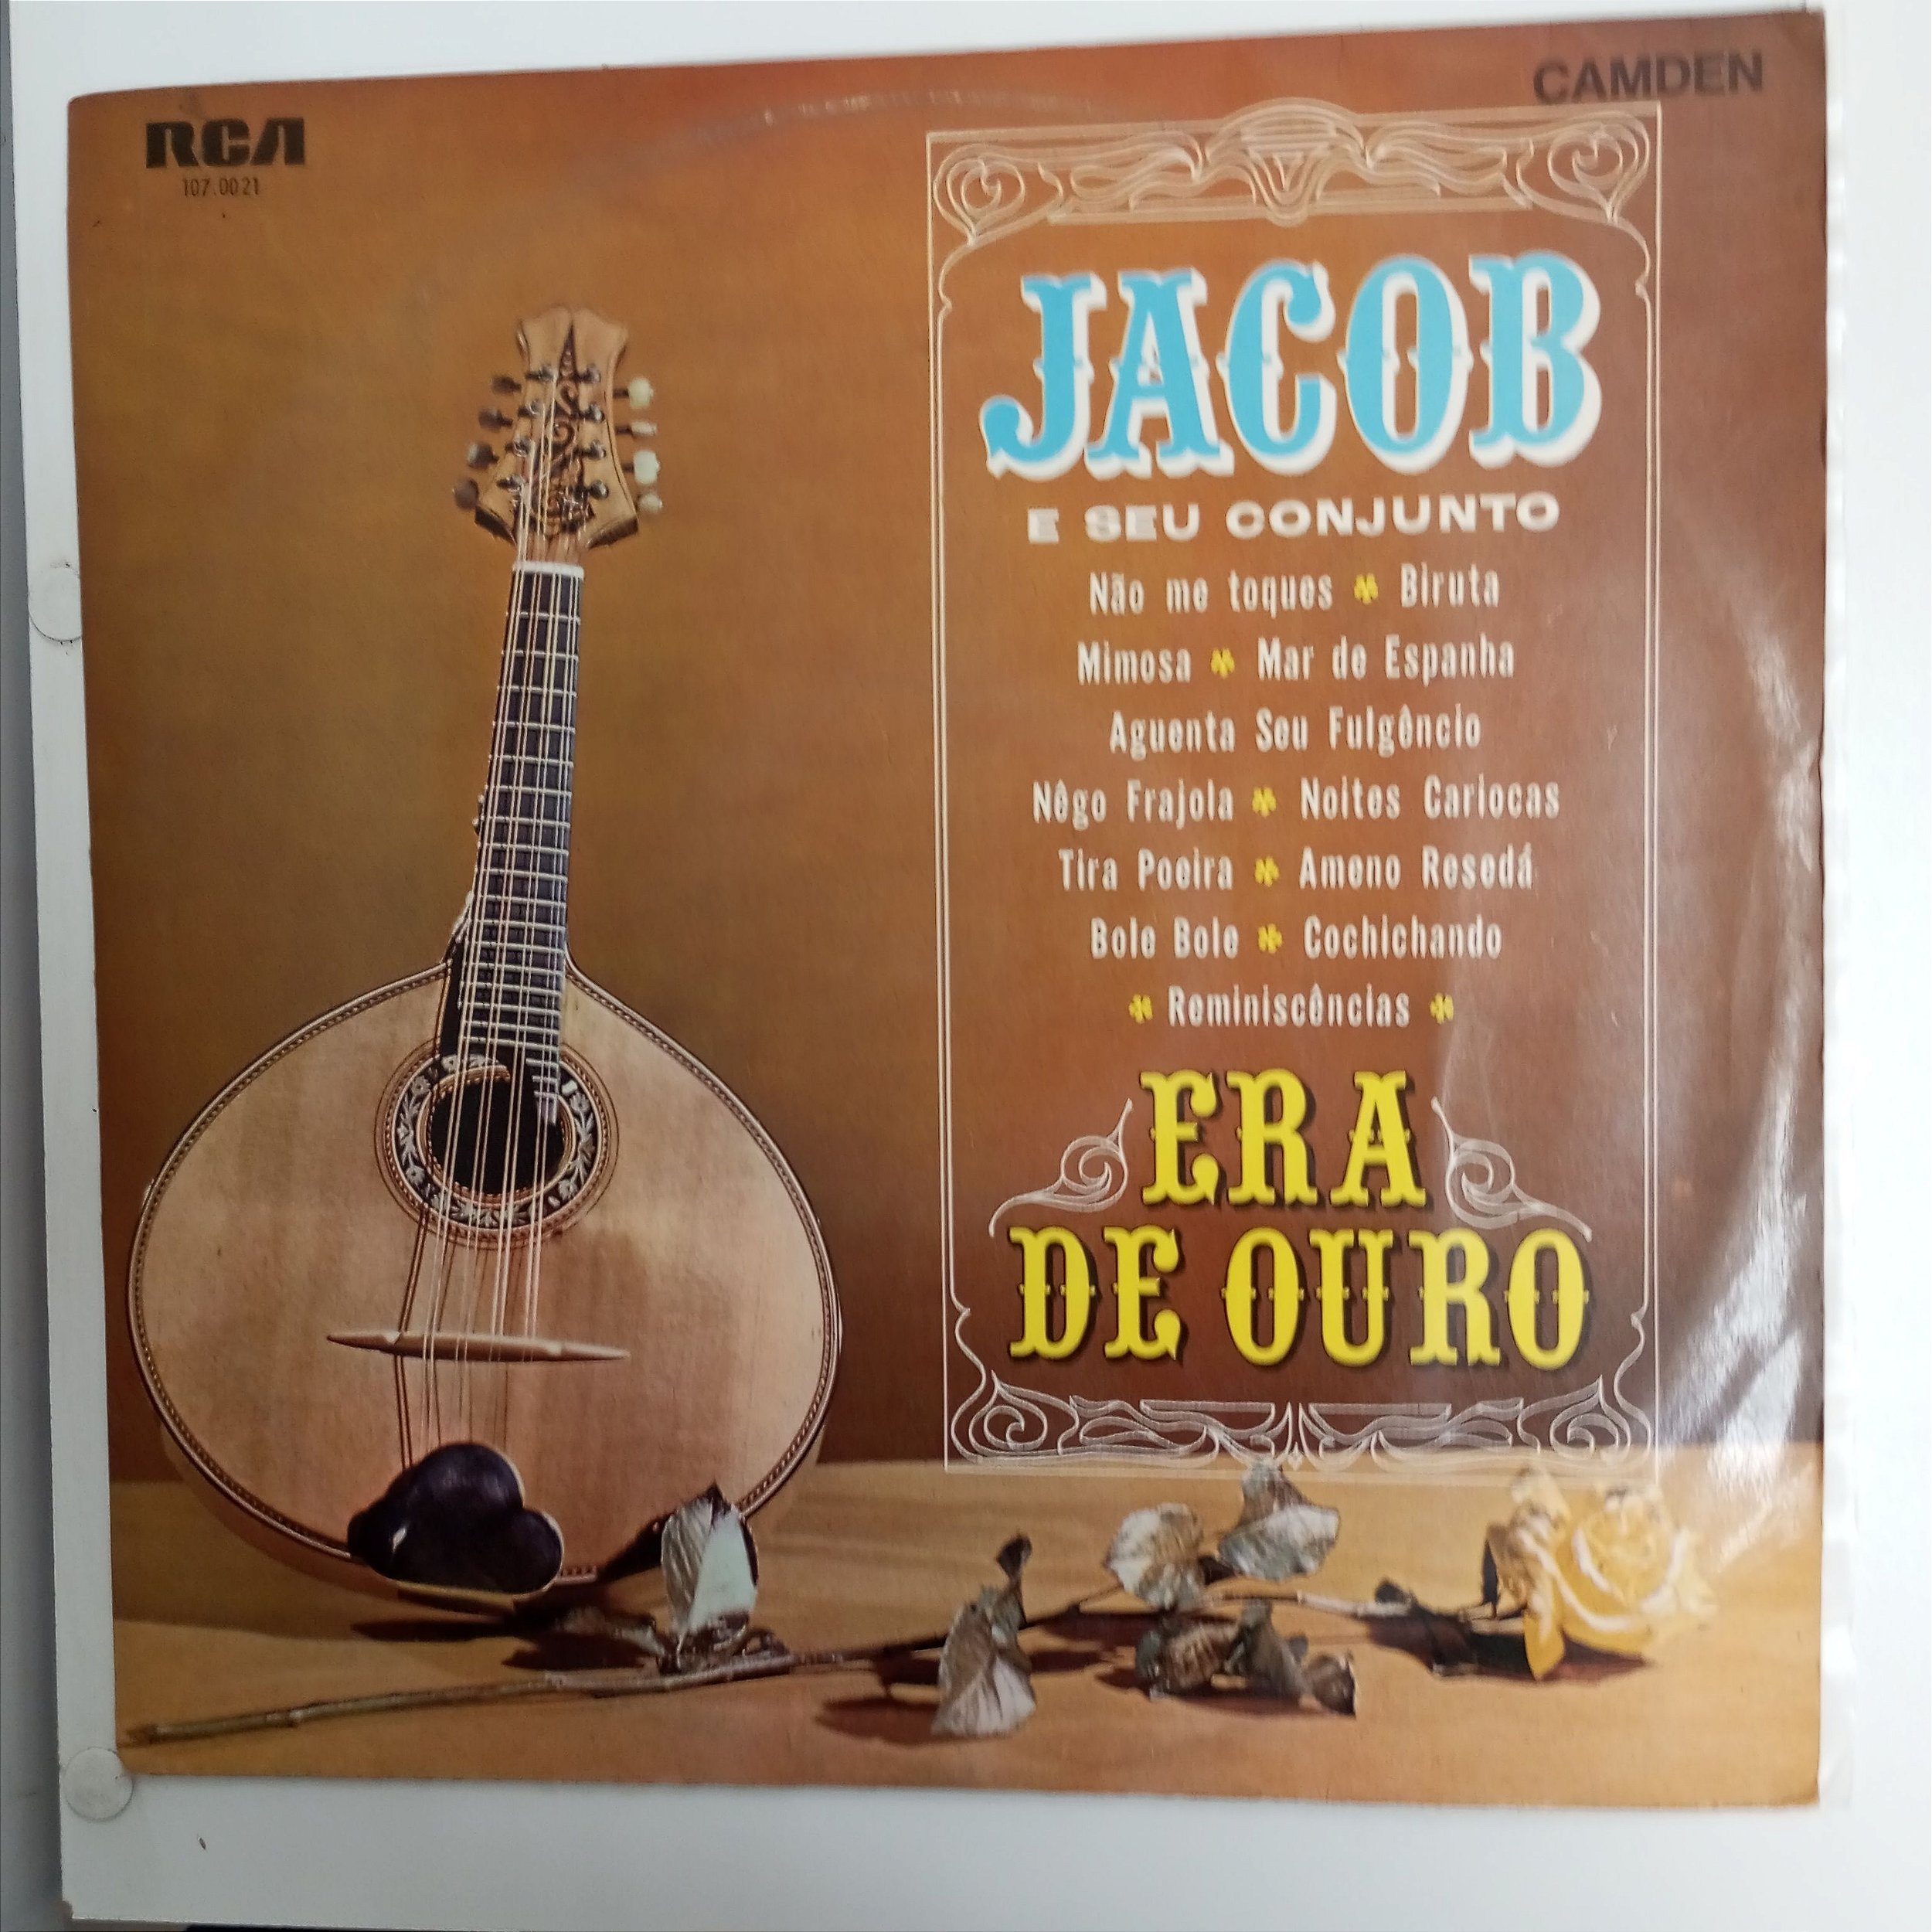 RCA
107.0021
CAMDEN
JACOB
E SEU CONJUNTO
Não me toques * Biruta
Mimosa * Mar de Espanha
Aguenta Seu Fulgêncio
Nêgo Frajola * Noites Cariocas
Tira Poeira * Ameno Resedá
Bole Bole * Cochichando
* Reminiscências *
ERA
DE OURO